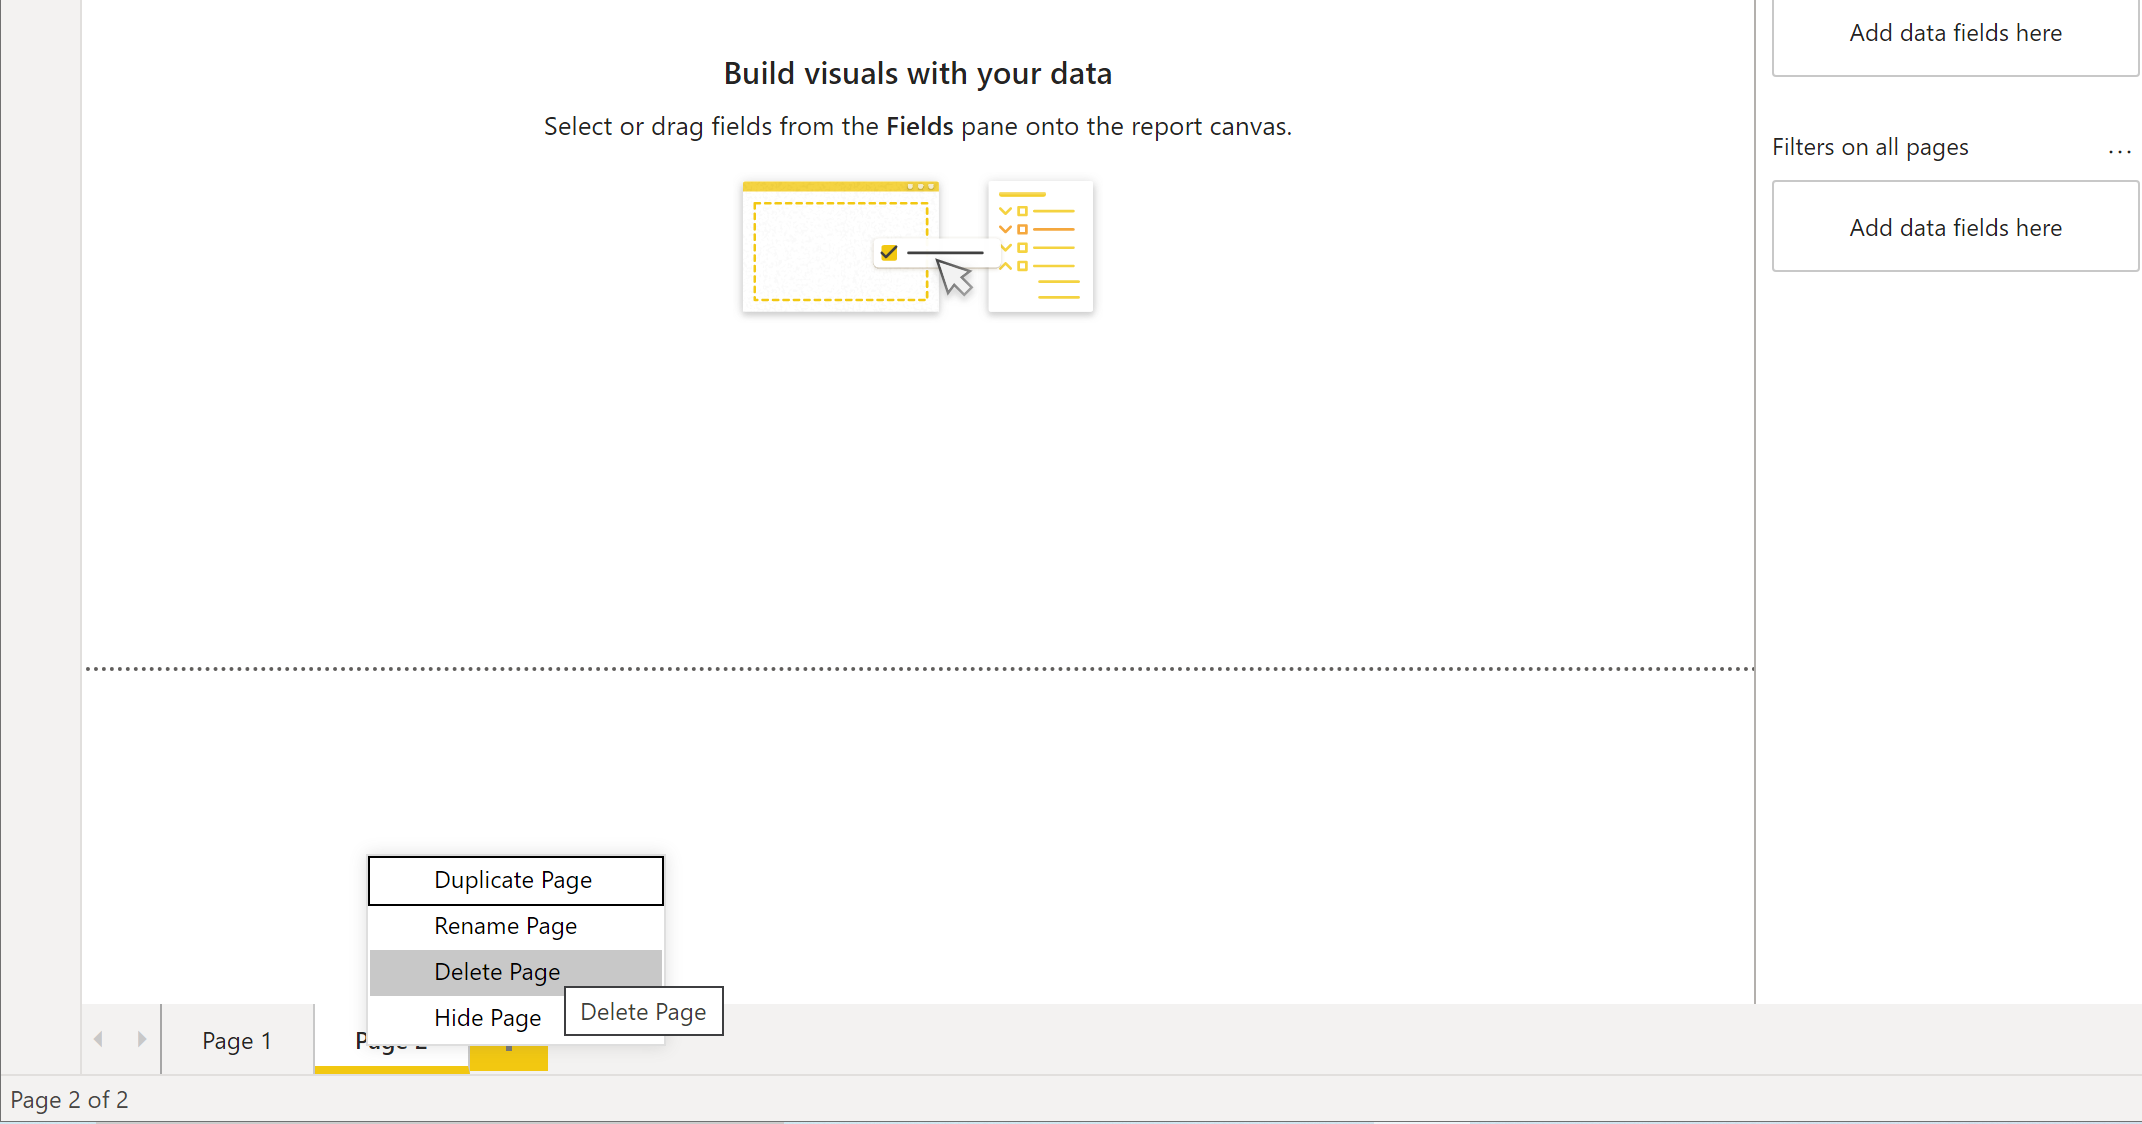 Build visuals with your data
Select or drag fields from the Fields pane onto the report canvas.
Add data fields here
Filters on all pages
...
Add data fields here
Duplicate Page
Rename Page
Delete Page
Hide Page
Delete Page
Page 1
Page 2
Page 2 of 2